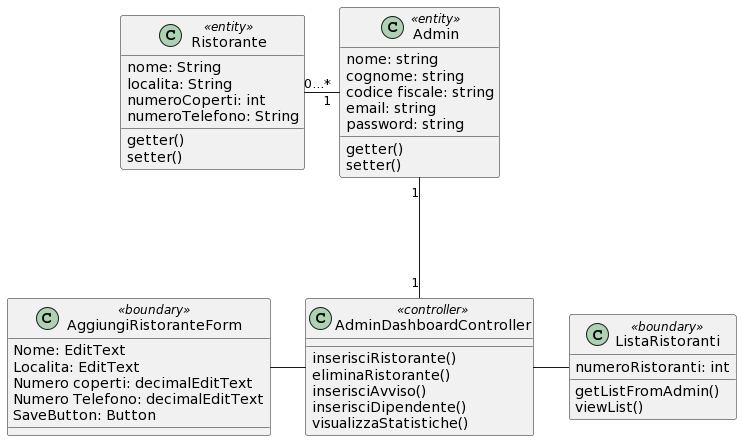 C
«entity»
Ristorante
nome: String
localita: String
numeroCoperti: int
numeroTelefono: String
getter()
setter()
0...*
1
C
«entity»
Admin
nome: string
cognome: string
codice fiscale: string
email: string
password: string
getter()
setter()
1
1
C
«boundary»
AggiungiRistoranteForm
Nome: EditText
Localita: EditText
Numero coperti: decimalEditText
Numero Telefono: decimalEditText
SaveButton: Button
C
«controller»
AdminDashboardController
inserisciRistorante()
eliminaRistorante()
inserisciAvviso()
inserisciDipendente()
visualizzaStatistiche()
C
«boundary»
ListaRistoranti
numeroRistoranti: int
getListFromAdmin()
viewList()